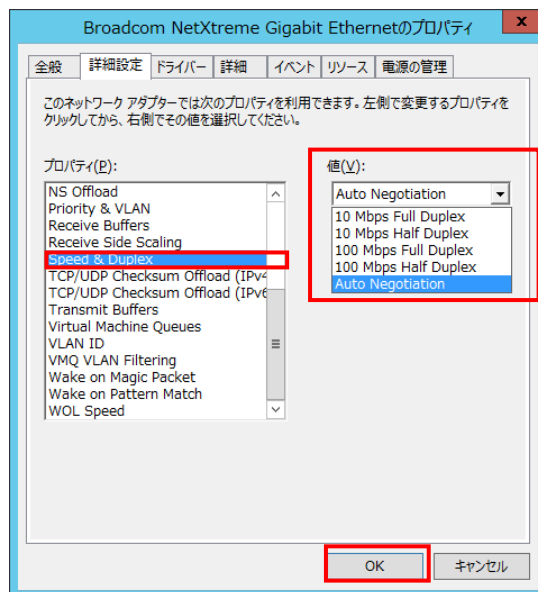 Broadcom NetXtreme Gigabit Ethernetのプロパティ
x
全般 詳細設定 ドライバー 詳細 イベント リソース 電源の管理
このネットワーク アダプターでは次のプロパティを利用できます。左側で変更するプロパティを
クリックしてから、右側でその値を選択してください。
プロパティ(P):
NS Offload
Priority & VLAN
Receive Buffers
Receive Side Scaling
Speed & Duplex
TCP/UDP Checksum Offload (IPv4
TCP/UDP Checksum Offload (IPv6
Transmit Buffers
Virtual Machine Queues
VLAN ID
VMQ VLAN Filtering
Wake on Magic Packet
Wake on Pattern Match
WOL Speed
値(V):
Auto Negotiation
10 Mbps Full Duplex
10 Mbps Half Duplex
100 Mbps Full Duplex
100 Mbps Half Duplex
Auto Negotiation
OK
キャンセル